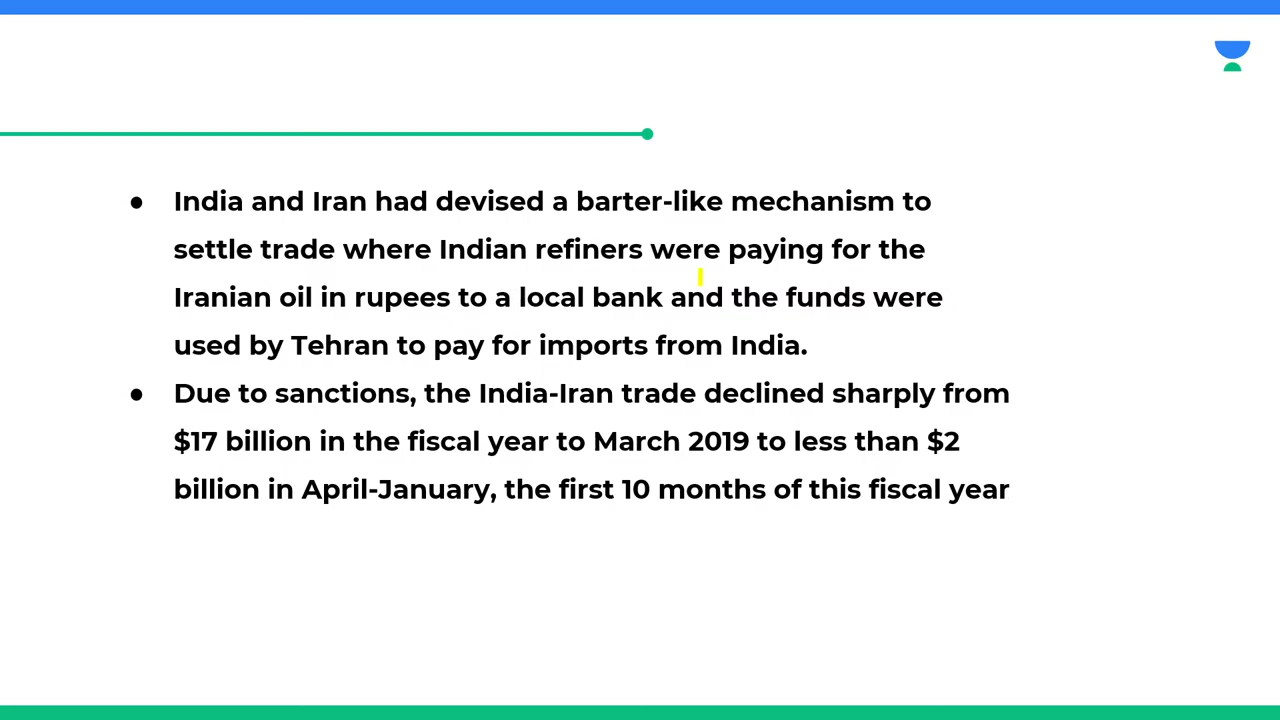 ● India and Iran had devised a barter-like mechanism to
settle trade where Indian refiners were paying for the
Iranian oil in rupees to a local bank and the funds were
used by Tehran to pay for imports from India.
● Due to sanctions, the India-Iran trade declined sharply from
$17 billion in the fiscal year to March 2019 to less than $2
billion in April-January, the first 10 months of this fiscal year